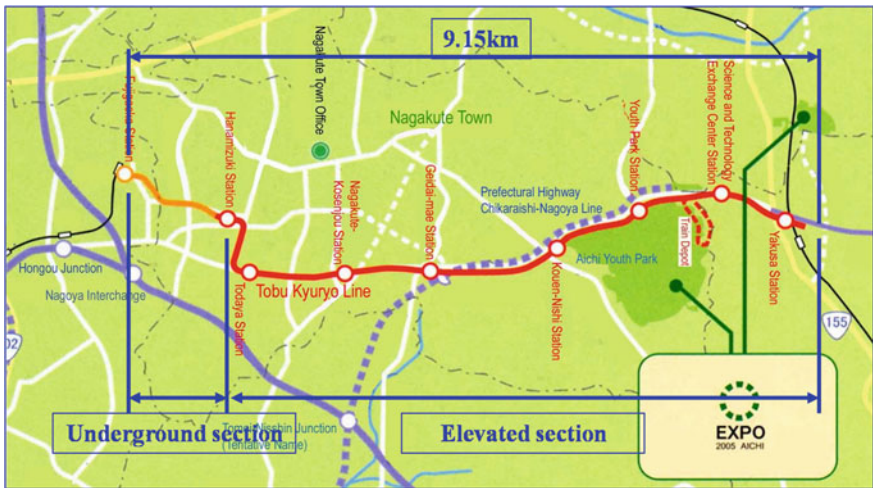 9.15km
Fujigaoka Station
Hanamizuki Station
Nagakute Town Office
Nagakute Town
Nagakute-
Kosenjou Station
Geidai-mae Station
Prefectural Highway
Chikaraishi-Nagoya Line
Youth Park Station
Science and Technology
Exchange Center Station
Hongou Junction
Nagoya Interchange
Todaya Station
Tobu Kyuryo Line
Kouen-Nishi Station
Aichi Youth Park
Train Depot
Yakusa Station
155
02
Underground section
Tomei-Nisshin Junction
(Tentative Name)
Elevated section
EXPO
2005 AICHI